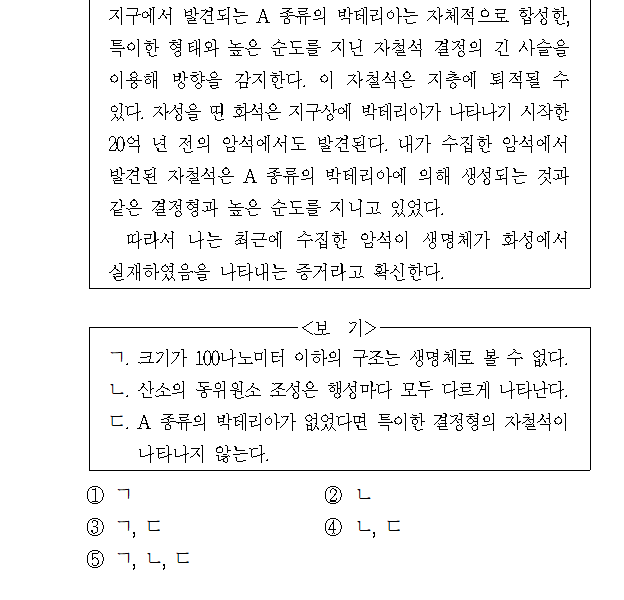 지구에서 발견되는 A 종류의 박테리아는 자체적으로 합성한,
특이한 형태와 높은 순도를 지닌 자철석 결정의 긴 사슬을
이용해 방향을 감지한다. 이 자철석은 지층에 퇴적될 수
있다. 자성을 띤 화석은 지구상에 박테리아가 나타나기 시작한
20억 년 전의 암석에서도 발견된다. 내가 수집한 암석에서
발견된 자철석은 A 종류의 박테리아에 의해 생성되는 것과
같은 결정형과 높은 순도를 지니고 있었다.
따라서 나는 최근에 수집한 암석이 생명체가 화성에서
실재하였음을 나타내는 증거라고 확신한다.
<보 기>
ㄱ. 크기가 100나노미터 이하의 구조는 생명체로 볼 수 없다.
ㄴ. 산소의 동위원소 조성은 행성마다 모두 다르게 나타난다.
ㄷ. A 종류의 박테리아가 없었다면 특이한 결정형의 자철석이
나타나지 않는다.
① ㄱ ② ㄴ
③ ㄱ, ㄷ ④ ㄴ, ㄷ
⑤ ㄱ, ㄴ, ㄷ